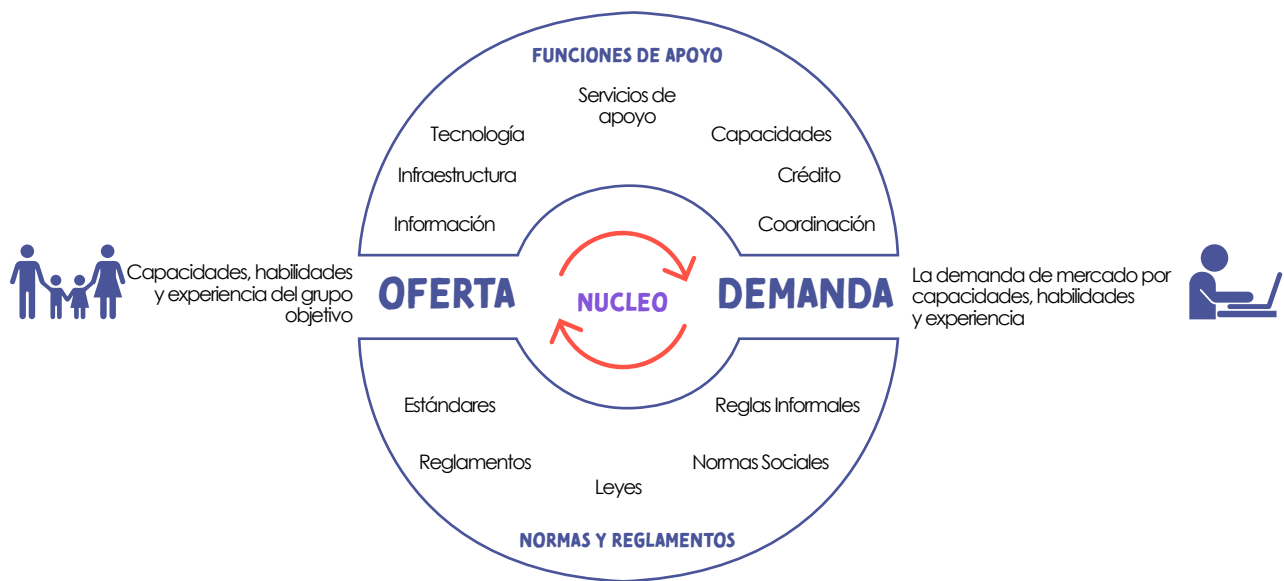 FUNCIONES DE APOYO
Servicios de
apoyo
Tecnología
Capacidades
Infraestructura
Crédito
Información
Coordinación
Capacidades, habilidades
y experiencia del grupo
objetivo
OFERTA
NUCLEO
DEMANDA
La demanda de mercado por
capacidades, habilidades
y experiencia
Estándares
Reglas Informales
Reglamentos
Normas Sociales
Leyes
NORMAS Y REGLAMENTOS